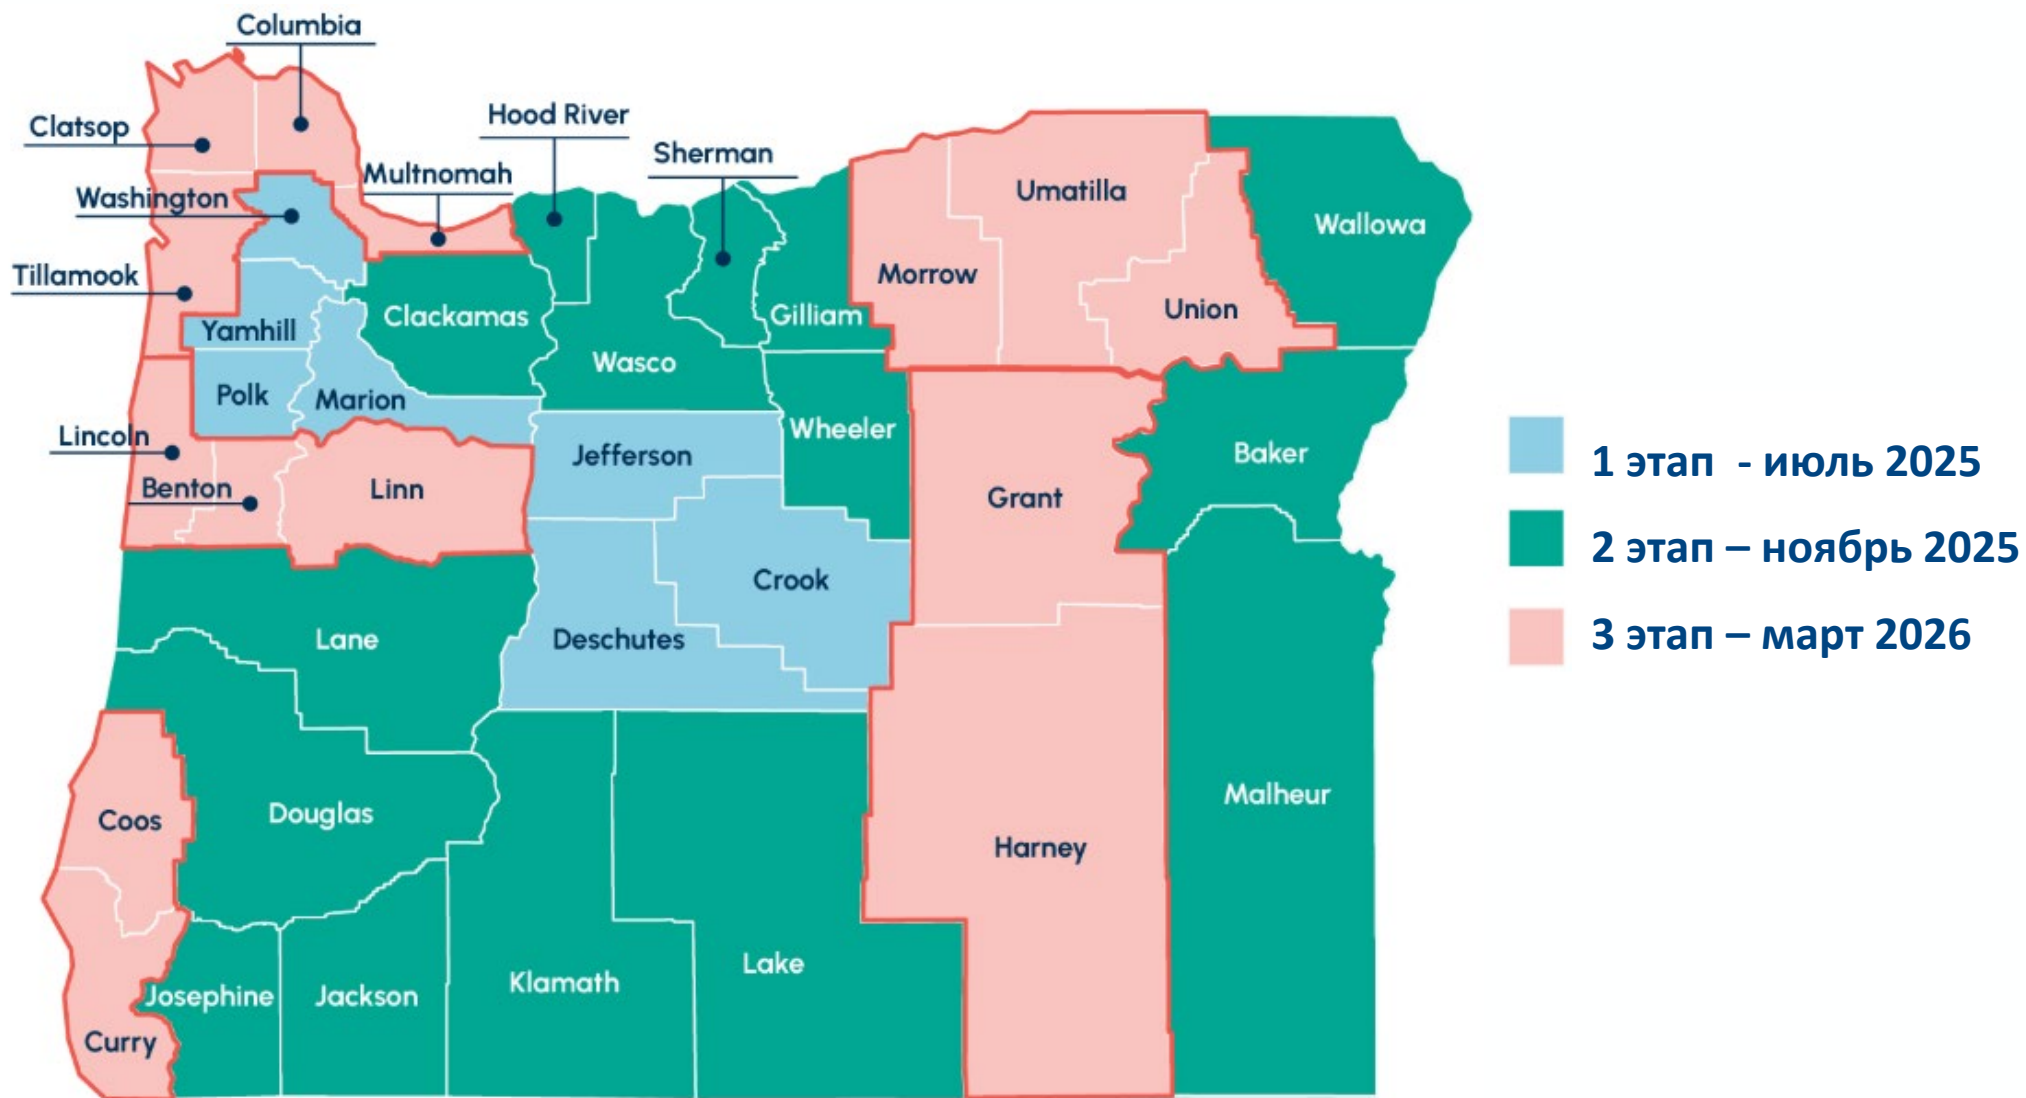 Columbia
Hood River
Clatsop
Sherman
Multnomah
Umatilla
Washington
Wallowa
Tillamook
Morrow
Union
Clackamas
Gilliam
Yamhill
Wasco
Polk
Marion
Wheeler
Lincoln
Jefferson
Baker
Benton
Linn
Grant
Crook
Lane
Deschutes
Malheur
Coos
Douglas
Harney
Lake
Klamath
Josephine
Jackson
Curry
1 этап - июль 2025
2 этап – ноябрь 2025
3 этап – март 2026